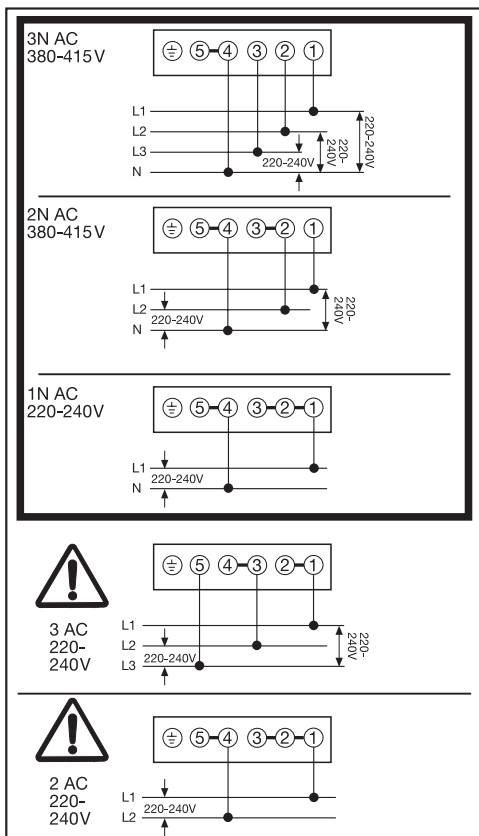 3N AC
380-415V
⏚ 5 4 3 2 1
L1
L2
L3
N
220-240V
220-
240V
220-240V
2N AC
380-415V
⏚ 5 4 3 2 1
L1
L2
N
220-240V
220-
240V
1N AC
220-240V
⏚ 5 4 3 2 1
L1
N
220-240V
!
3 AC
220-
240V
⏚ 5 4 3 2 1
L1
L2
L3
220-240V
220-
240V
!
2 AC
220-
240V
⏚ 5 4 3 2 1
L1
L2
220-240V